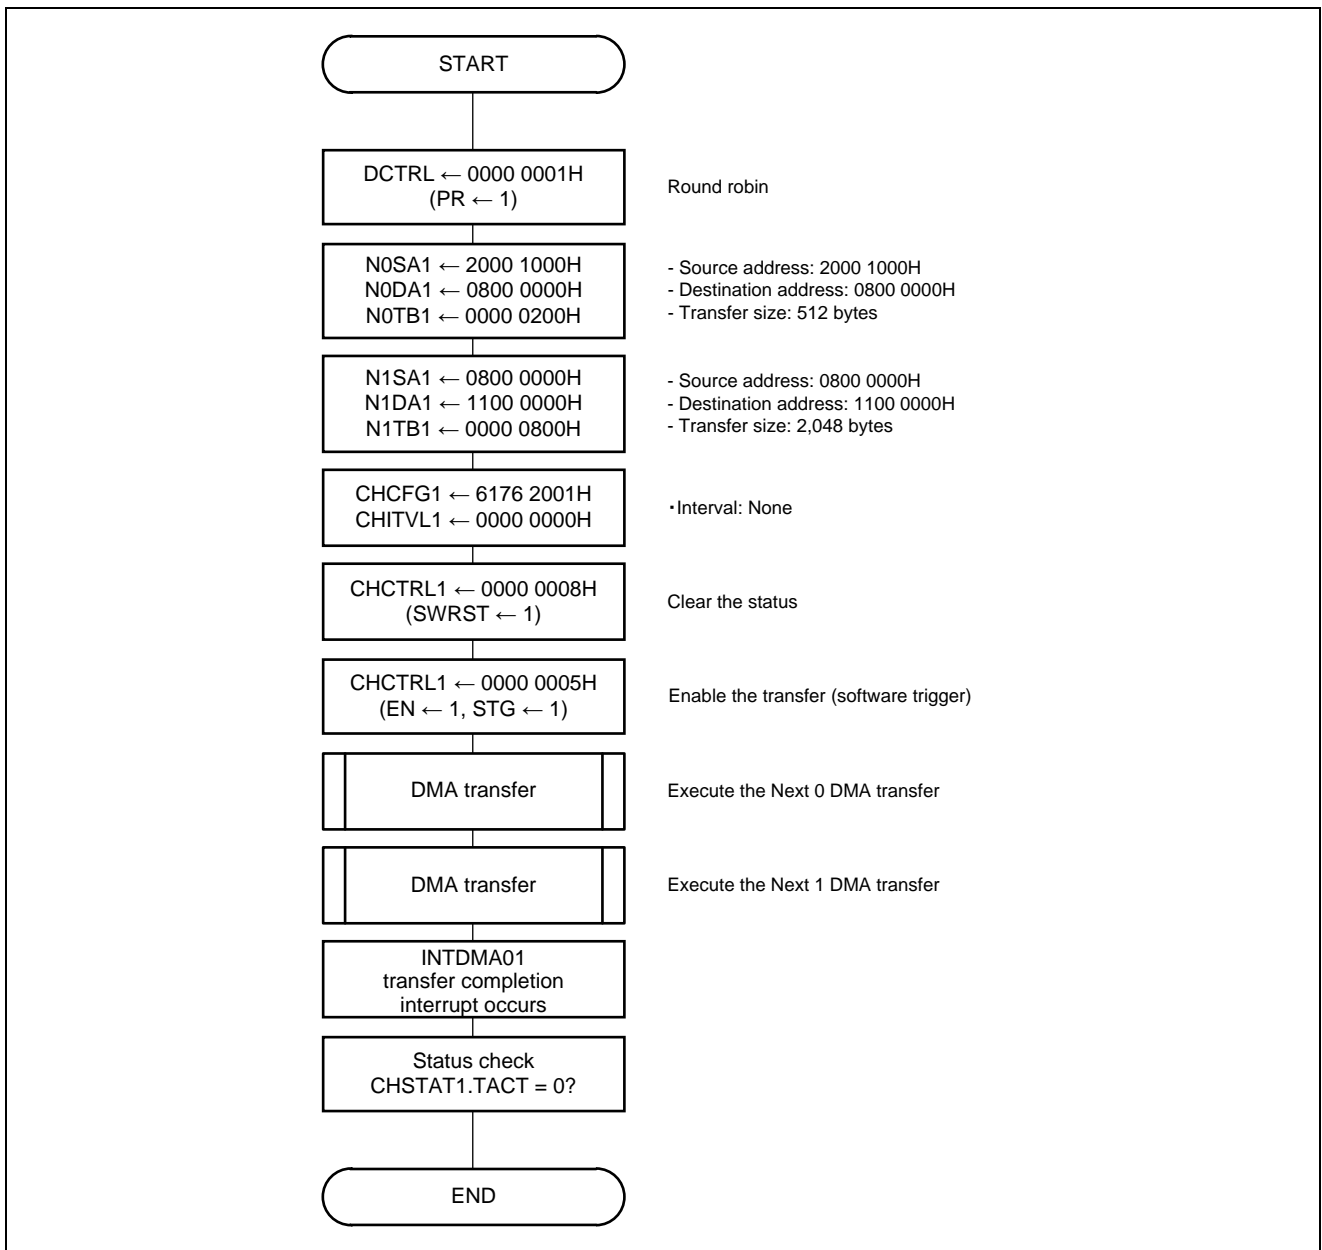 START
DCTRL ← 0000 0001H
(PR ← 1)
Round robin
N0SA1 ← 2000 1000H
N0DA1 ← 0800 0000H
N0TB1 ← 0000 0200H
- Source address: 2000 1000H
- Destination address: 0800 0000H
- Transfer size: 512 bytes
N1SA1 ← 0800 0000H
N1DA1 ← 1100 0000H
N1TB1 ← 0000 0800H
- Source address: 0800 0000H
- Destination address: 1100 0000H
- Transfer size: 2,048 bytes
CHCFG1 ← 6176 2001H
CHITVL1 ← 0000 0000H
・Interval: None
CHCTRL1 ← 0000 0008H
(SWRST ← 1)
Clear the status
CHCTRL1 ← 0000 0005H
(EN ← 1, STG ← 1)
Enable the transfer (software trigger)
DMA transfer
Execute the Next 0 DMA transfer
DMA transfer
Execute the Next 1 DMA transfer
INTDMA01
transfer completion
interrupt occurs
Status check
CHSTAT1.TACT = 0?
END